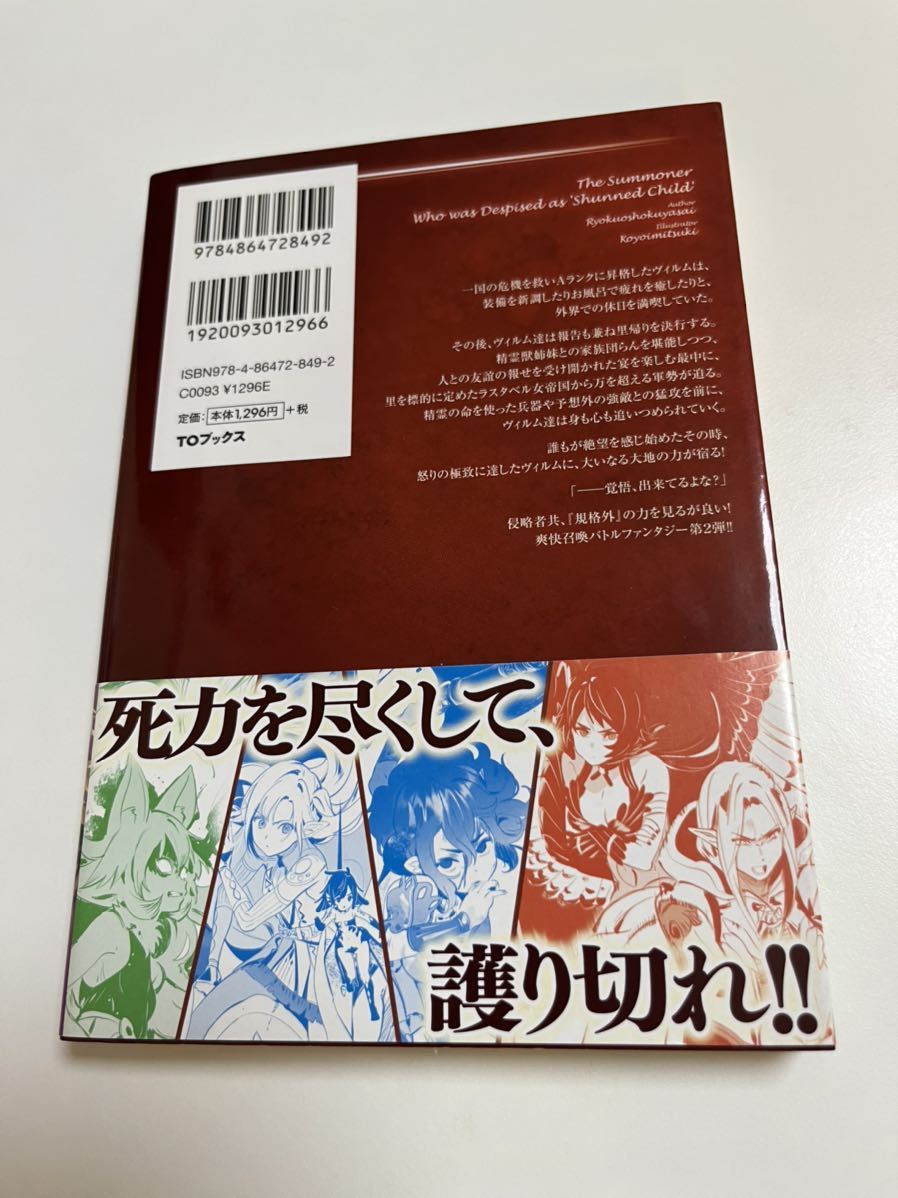 The Summoner
Who was Despised as 'Shunned Child'
Author
Ryokuoshokuyasai
Illustrator
Koyoimitsuki
9784864728492
1920093012966
ISBN978-4-86472-849-2
C0093 ¥1296E
定価：本体1,296円＋税
TOブックス
一国の危機を救いAランクに昇格したヴィルムは、
装備を新調したりお風呂で疲れを癒したりと、
外界での休日を満喫していた。
その後、ヴィルム達は報告も兼ね里帰りを決行する。
精霊獣姉妹との家族団らんを堪能しつつ、
人との友誼の報せを受け開かれた宴を楽しむ最中に、
里を標的に定めたラスタベル女帝国から万を超える軍勢が迫る。
精霊の命を使った兵器や予想外の強敵との猛攻を前に、
ヴィルム達は身も心も追いつめられていく。
誰もが絶望を感じ始めたその時、
怒りの極致に達したヴィルムに、大いなる大地の力が宿る!
「――覚悟、出来てるよな？」
侵略者共、『規格外』の力を見るが良い!
爽快召喚バトルファンタジー第2弾!!
死力を尽くして、
護り切れ!!